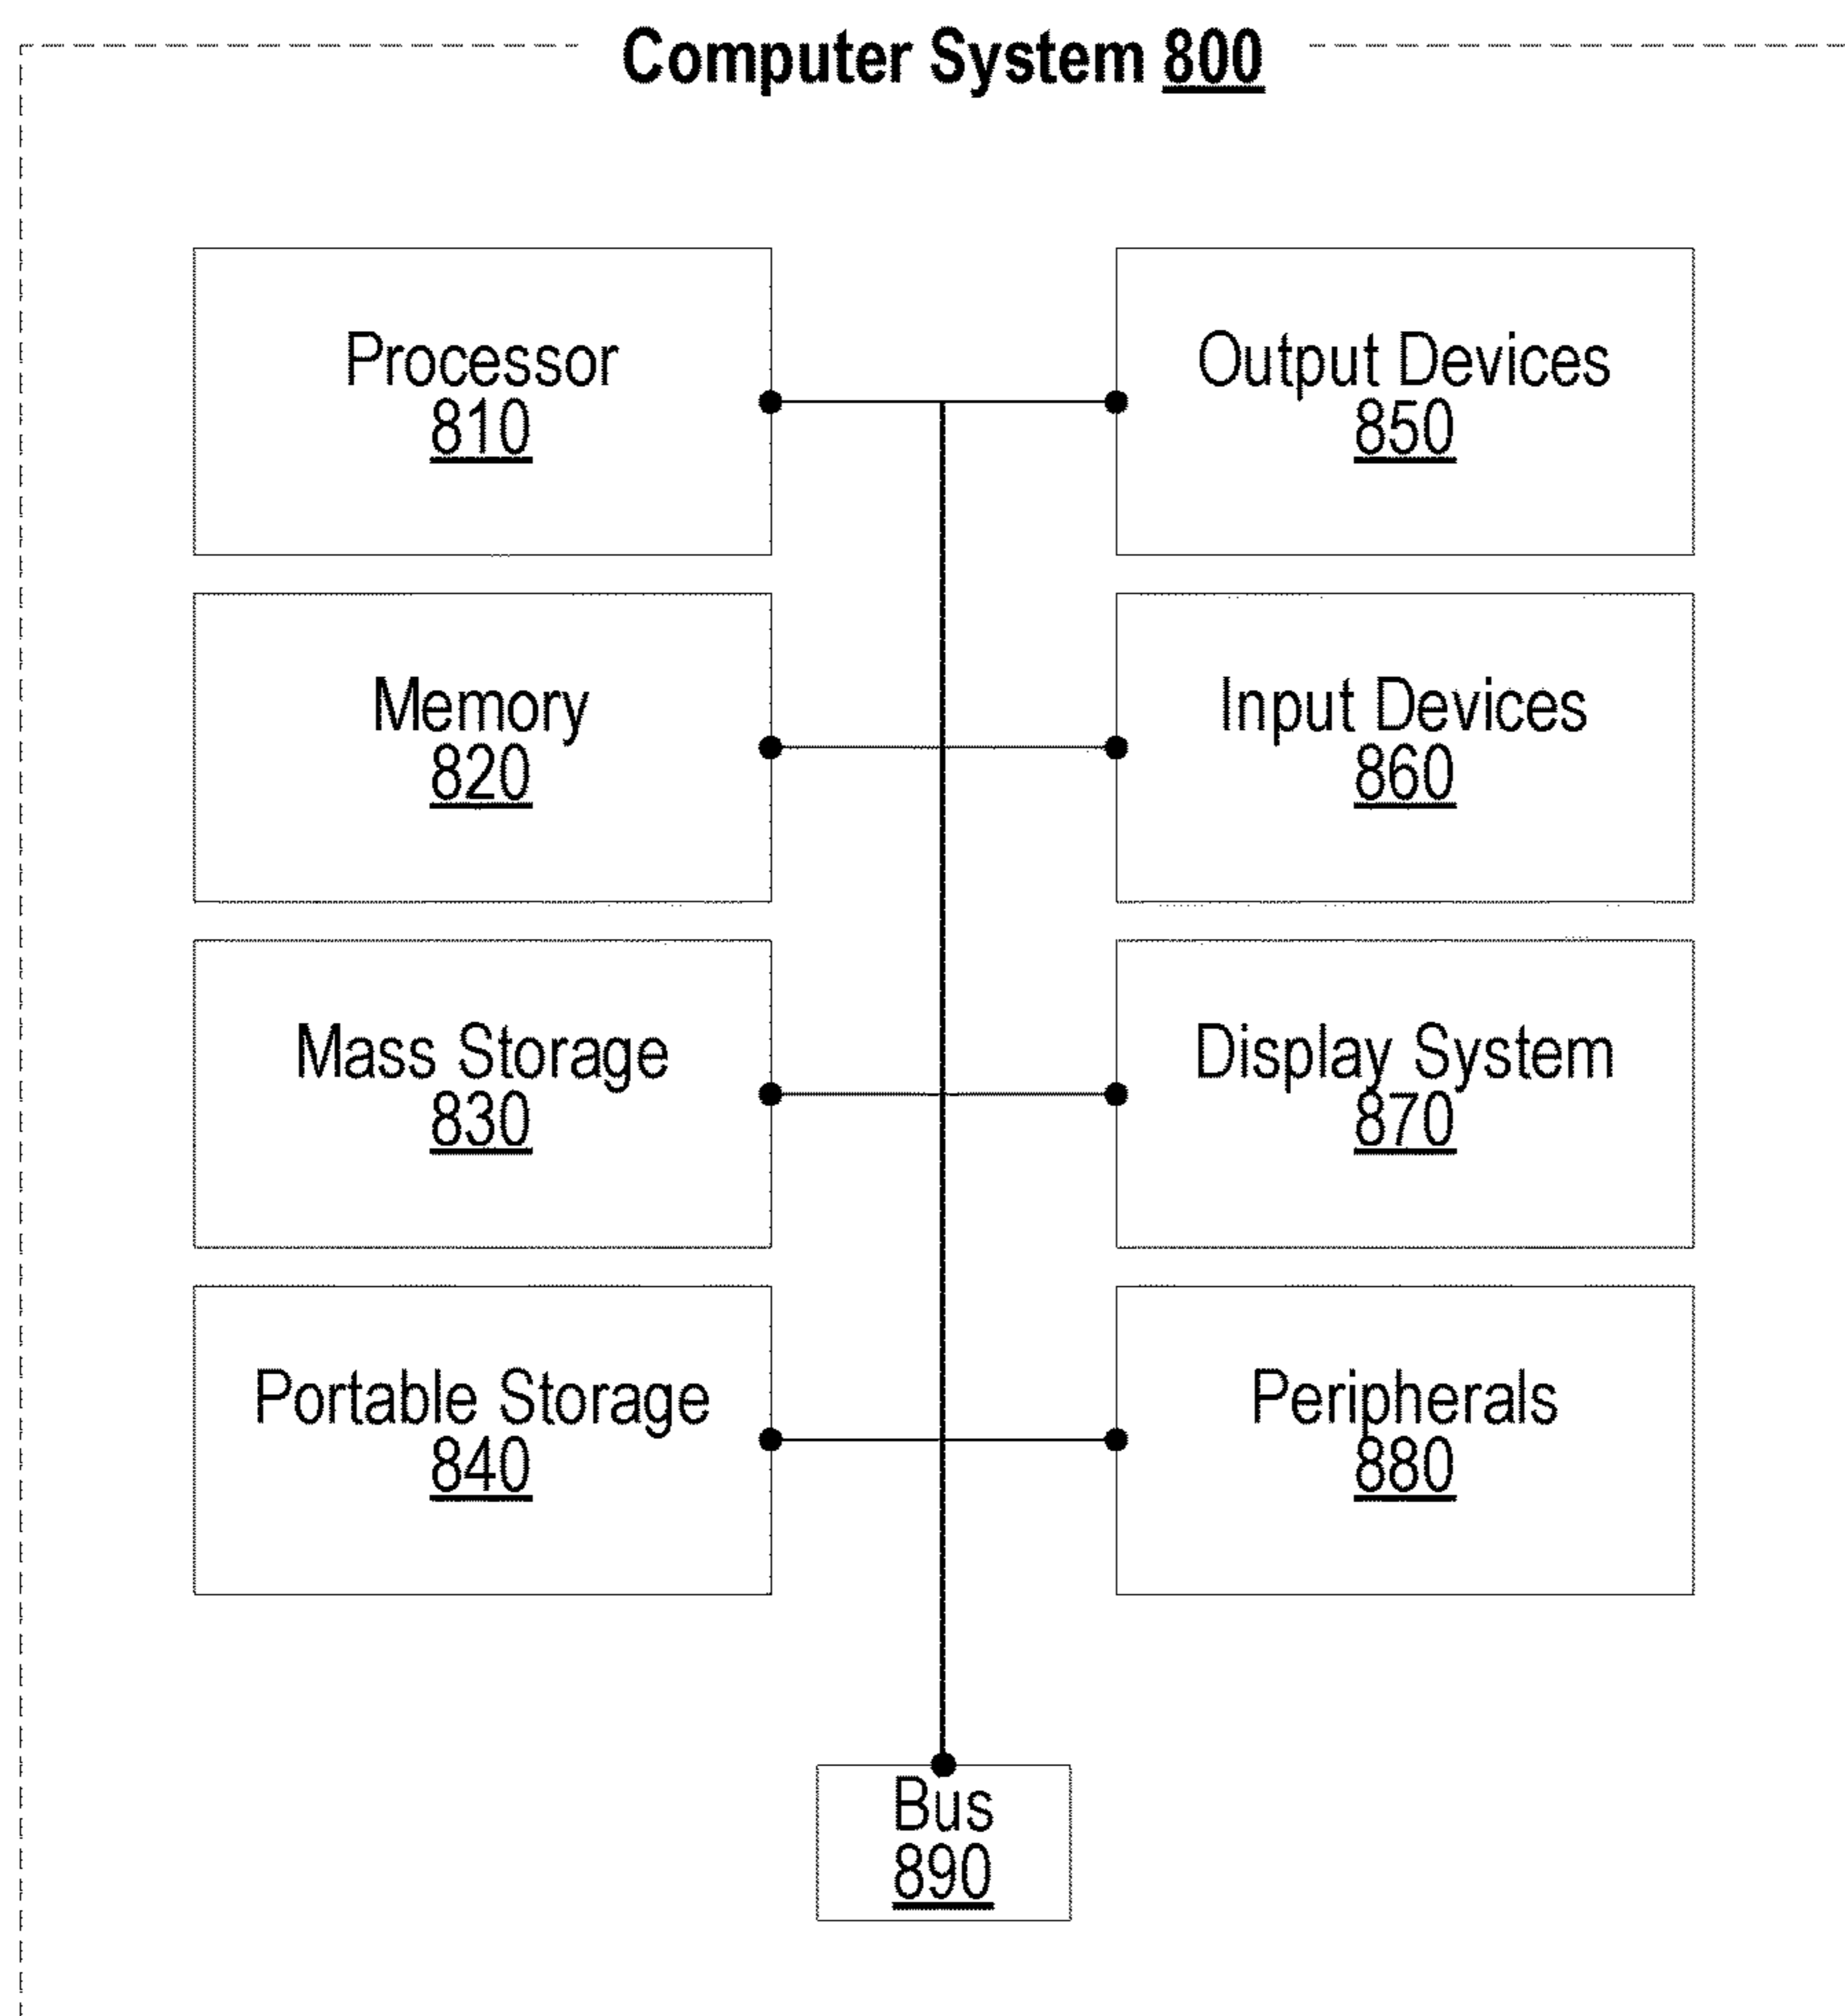 Computer System 800
Processor
810
Output Devices
850
Memory
820
Input Devices
860
Mass Storage
830
Display System
870
Portable Storage
840
Peripherals
880
Bus
890